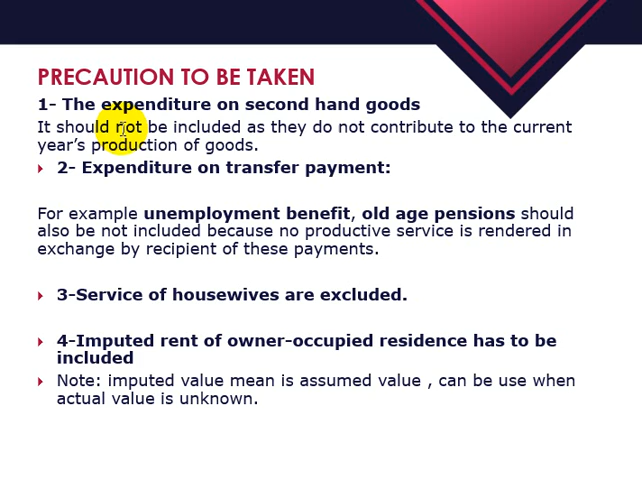 PRECAUTION TO BE TAKEN
1- The expenditure on second hand goods
It should not be included as they do not contribute to the current
year’s production of goods.
2- Expenditure on transfer payment:
For example unemployment benefit, old age pensions should
also be not included because no productive service is rendered in
exchange by recipient of these payments.
3-Service of housewives are excluded.
4-Imputed rent of owner-occupied residence has to be
included
Note: imputed value mean is assumed value , can be use when
actual value is unknown.